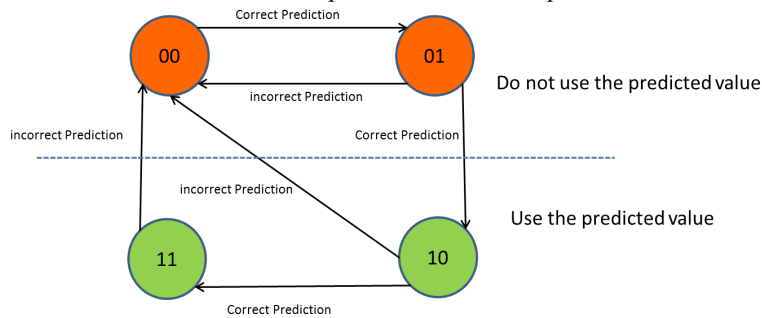 Correct Prediction
00
01
Do not use the predicted value
incorrect Prediction
incorrect Prediction
Correct Prediction
incorrect Prediction
Use the predicted value
11
10
Correct Prediction